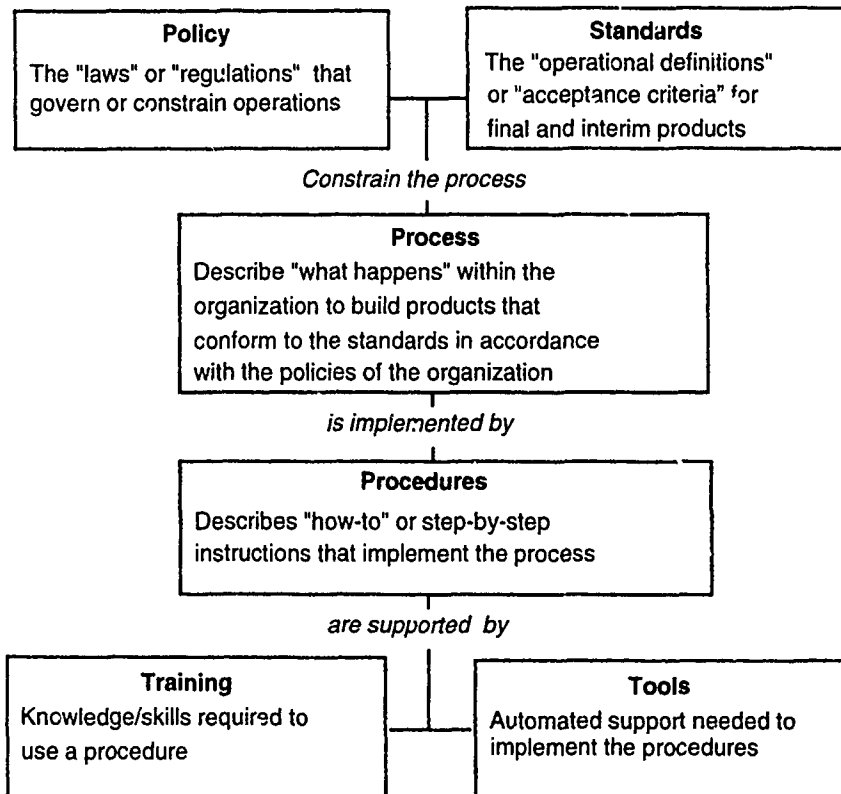 Policy
The "laws" or "regulations" that
govern or constrain operations
Standards
The "operational definitions"
or "acceptance criteria" for
final and interim products
Constrain the process
Process
Describe "what happens" within the
organization to build products that
conform to the standards in accordance
with the policies of the organization
is implemented by
Procedures
Describes "how-to" or step-by-step
instructions that implement the process
are supported by
Training
Knowledge/skills required to
use a procedure
Tools
Automated support needed to
implement the procedures